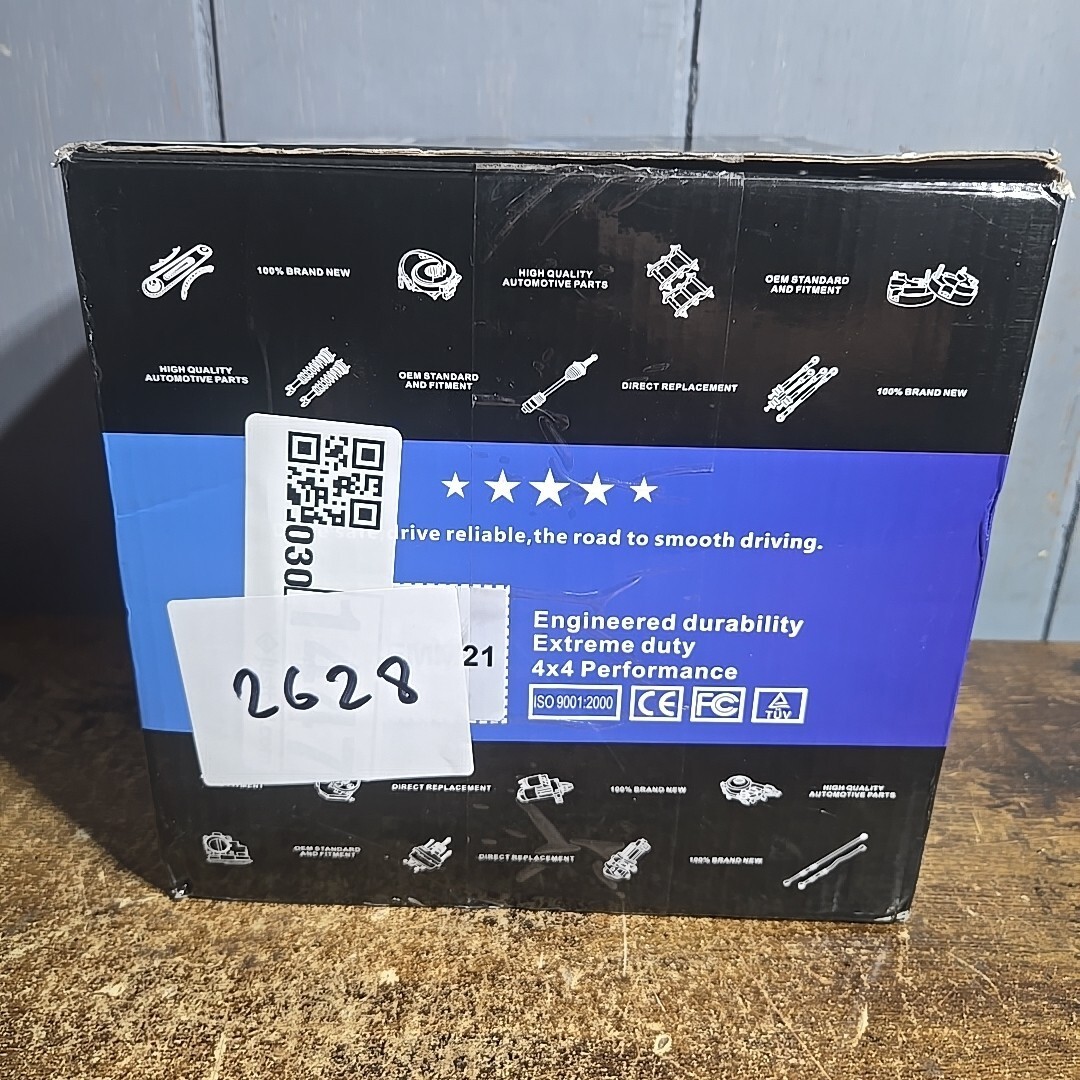 100% BRAND NEW
HIGH QUALITY
AUTOMOTIVE PARTS
OEM STANDARD
AND FITMENT
HIGH QUALITY
AUTOMOTIVE PARTS
OEM STANDARD
AND FITMENT
DIRECT REPLACEMENT
100% BRAND NEW
drive reliable,the road to smooth driving.
030
21
2628
Engineered durability
Extreme duty
4x4 Performance
ISO 9001:2000
CE
FC
TÜV
DIRECT REPLACEMENT
100% BRAND NEW
HIGH QUALITY
AUTOMOTIVE PARTS
OEM STANDARD
AND FITMENT
DIRECT REPLACEMENT
100% BRAND NEW